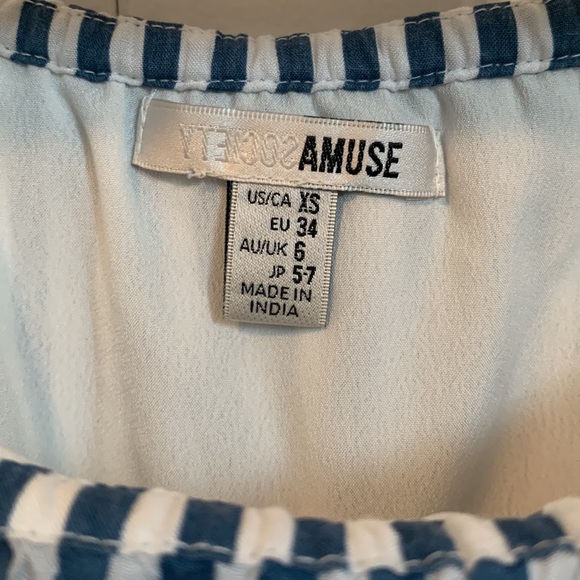 SOCIETY AMUSE
US/CA XS
EU 34
AU/UK 6
JP 5-7
MADE IN
INDIA